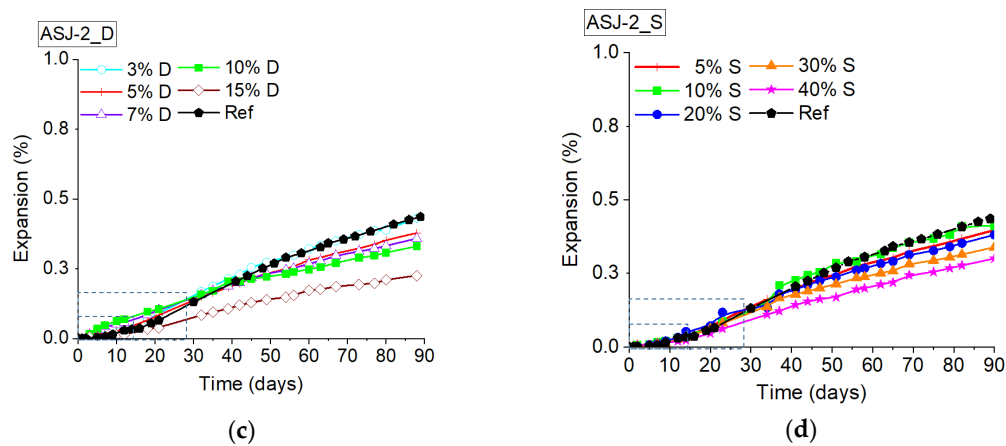 ASJ-2_D
1.0
0.8
0.5
0.3
0.0
Expansion (%)
3% D
5% D
7% D
10% D
15% D
Ref
0 10 20 30 40 50 60 70 80 90
Time (days)
(c)
ASJ-2_S
1.0
0.8
0.5
0.3
0.0
Expansion (%)
5% S
10% S
20% S
30% S
40% S
Ref
0 10 20 30 40 50 60 70 80 90
Time (days)
(d)